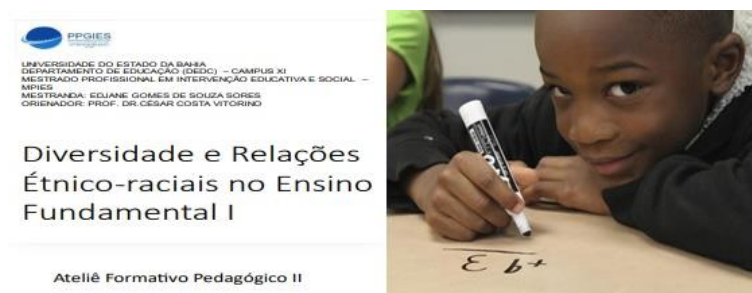 PPGIES
UNIVERSIDADE DO ESTADO DA BAHIA
DEPARTAMENTO DE EDUCAÇÃO (DEDC) – CAMPUS XI
MESTRADO PROFISSIONAL EM INTERVENÇÃO EDUCATIVA E SOCIAL –
MPIES
MESTRANDA: EDJANE GOMES DE SOUZA SORES
ORIENADOR: PROF. DR.CÉSAR COSTA VITORINO
Diversidade e Relações
Étnico-raciais no Ensino
Fundamental I
Ateliê Formativo Pedagógico II
+9 3